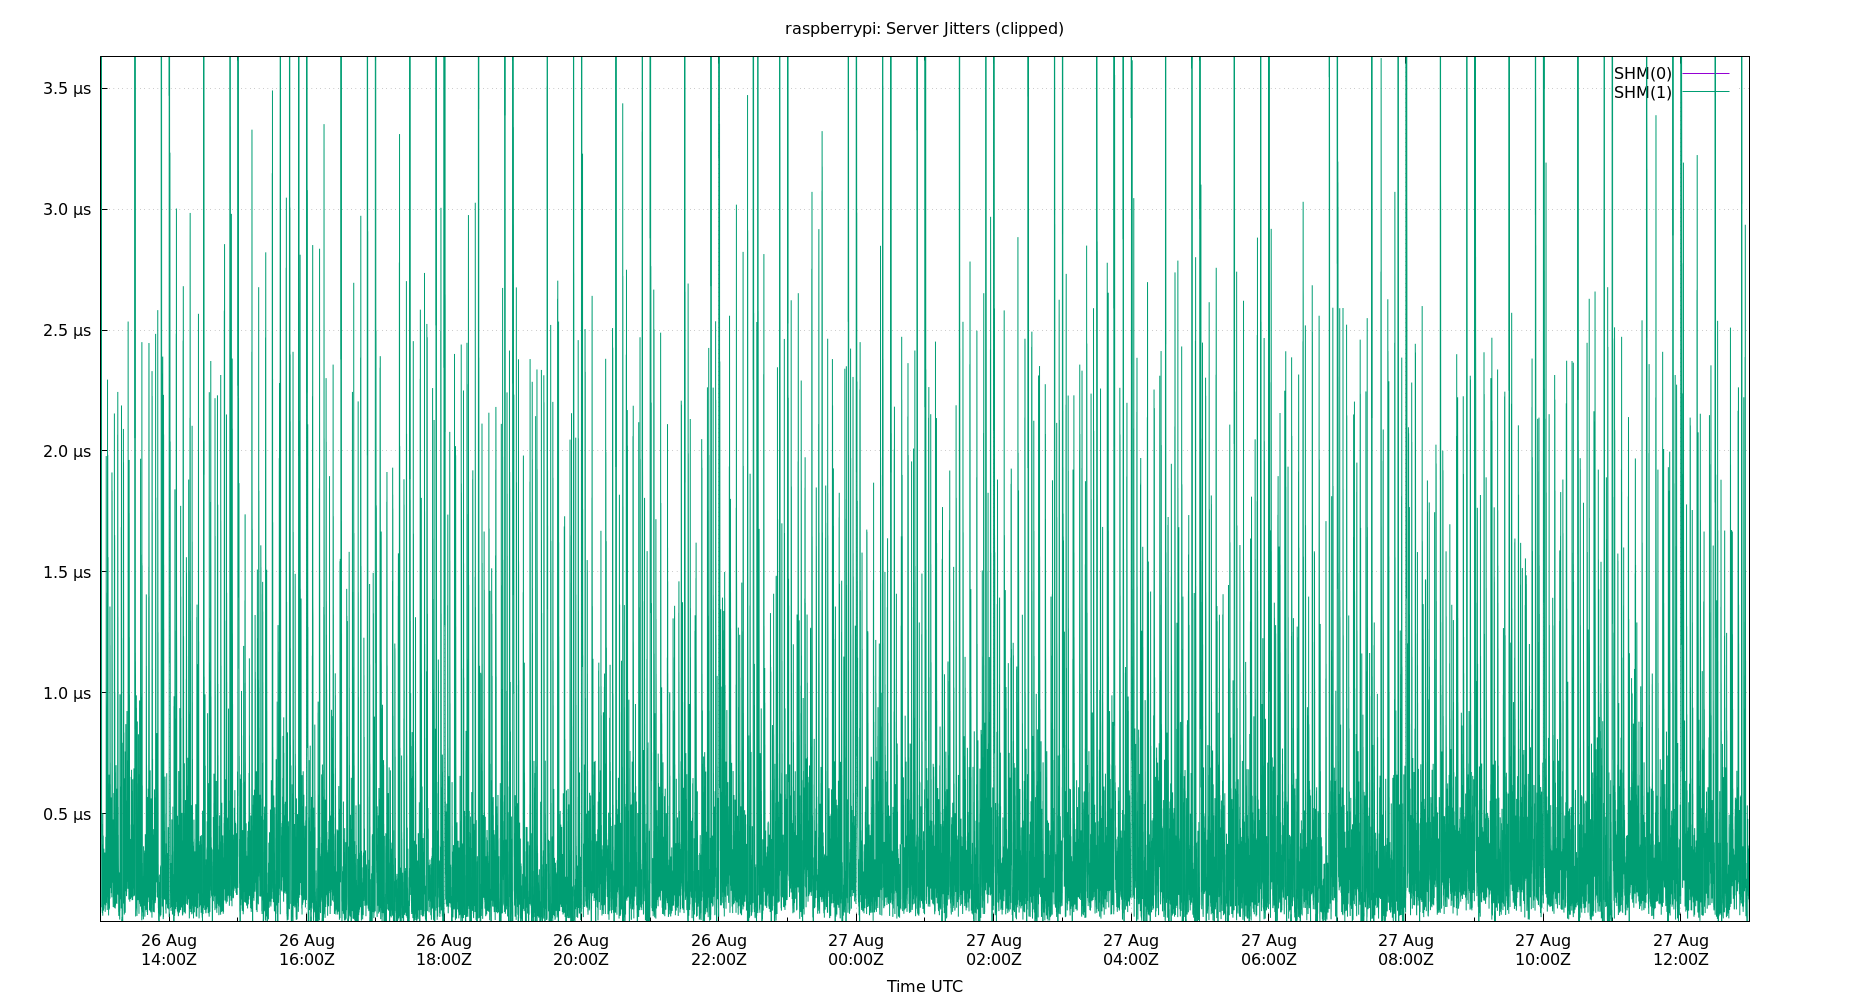 raspberrypi: Server Jitters (clipped)
SHM(0)
SHM(1)
3.5 µs
3.0 µs
2.5 µs
2.0 µs
1.5 µs
1.0 µs
0.5 µs
26 Aug 26 Aug 26 Aug 26 Aug 26 Aug 27 Aug 27 Aug 27 Aug 27 Aug 27 Aug 27 Aug 27 Aug
14:00Z 16:00Z 18:00Z 20:00Z 22:00Z 00:00Z 02:00Z 04:00Z 06:00Z 08:00Z 10:00Z 12:00Z
Time UTC